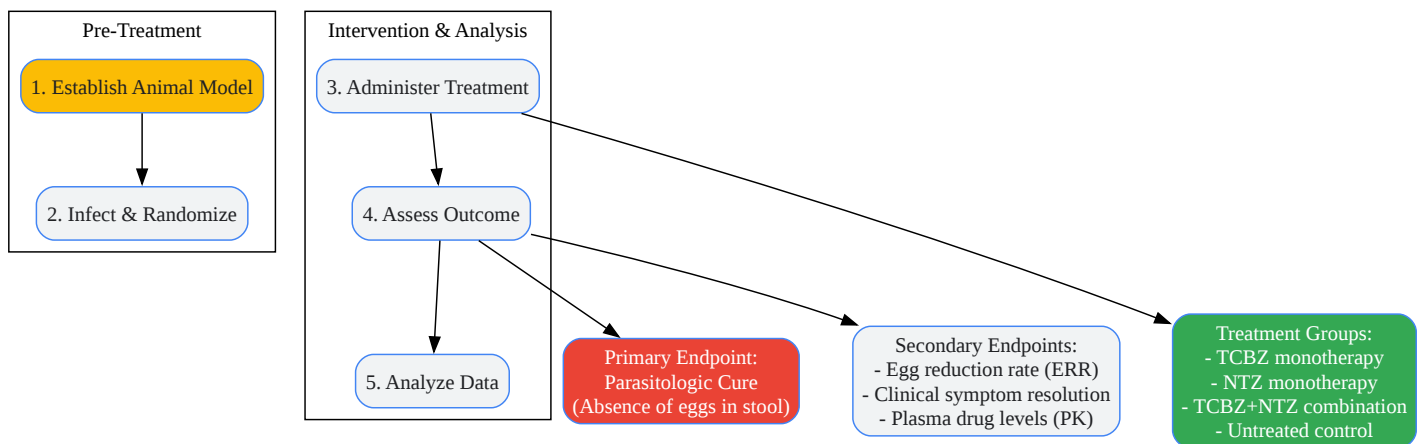 Pre-Treatment
1. Establish Animal Model
2. Infect & Randomize
Intervention & Analysis
3. Administer Treatment
4. Assess Outcome
5. Analyze Data
Primary Endpoint:
Parasitologic Cure
(Absence of eggs in stool)
Secondary Endpoints:
- Egg reduction rate (ERR)
- Clinical symptom resolution
- Plasma drug levels (PK)
Treatment Groups:
- TCBZ monotherapy
- NTZ monotherapy
- TCBZ+NTZ combination
- Untreated control